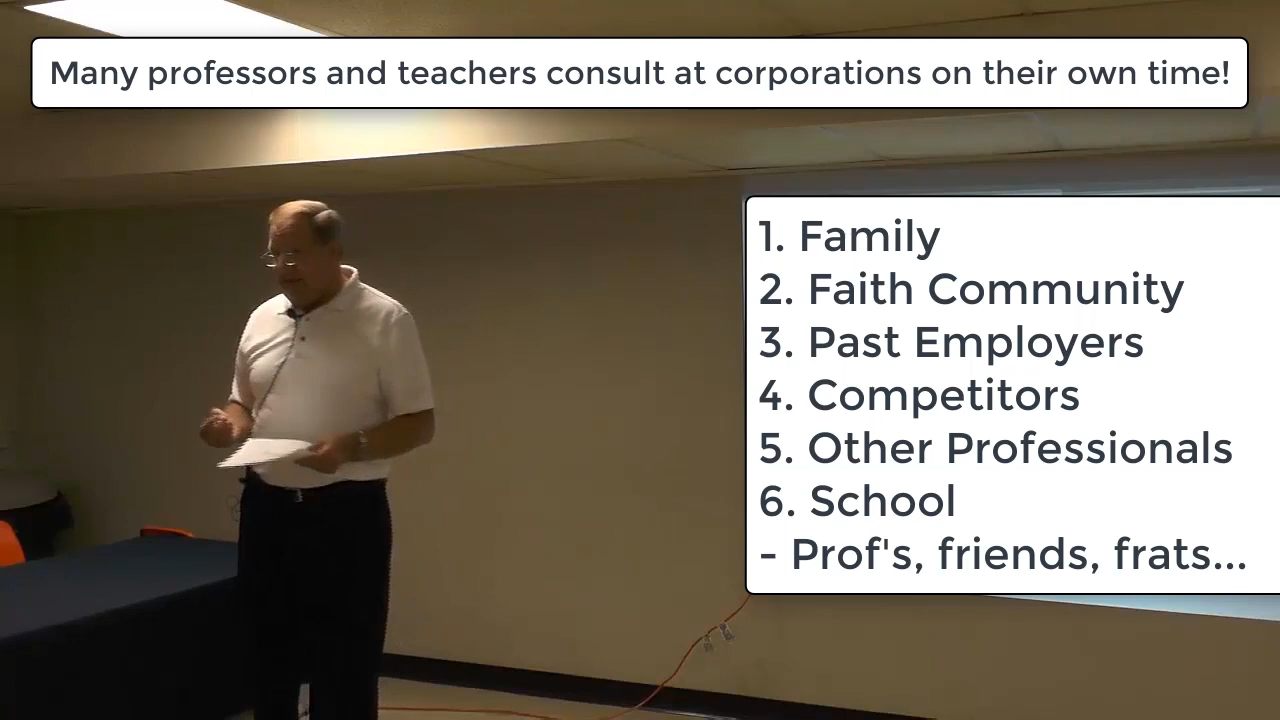 Many professors and teachers consult at corporations on their own time!
1. Family
2. Faith Community
3. Past Employers
4. Competitors
5. Other Professionals
6. School
- Prof's, friends, frats...